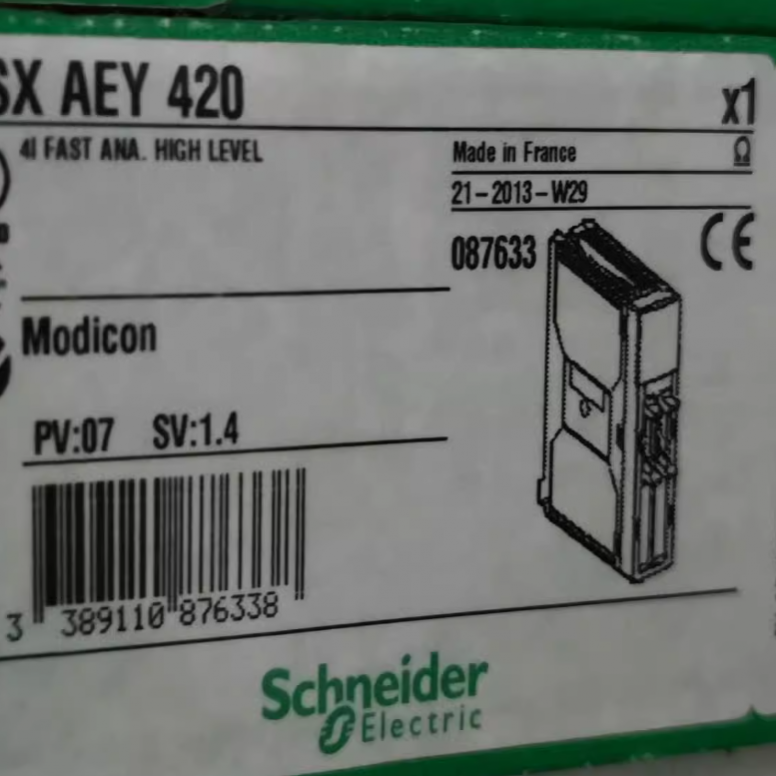 SX AEY 420
x1
4I FAST ANA. HIGH LEVEL
Made in France
Ω
21-2013-W29
087633
CE
Modicon
PV:07 SV:1.4
3 389110 876338
Schneider
Electric